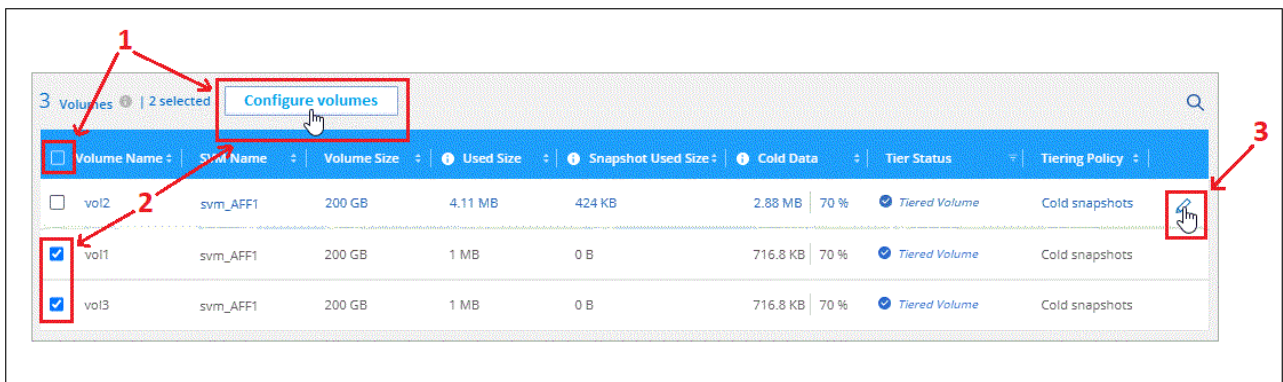 1
3 Volumes | 2 selected Configure volumes
3
Volume Name SVM Name Volume Size Used Size Snapshot Used Size Cold Data Tier Status Tiering Policy
2
vol2 svm_AFF1 200 GB 4.11 MB 424 KB 2.88 MB 70 % Tiered Volume Cold snapshots
vol1 svm_AFF1 200 GB 1 MB 0 B 716.8 KB 70 % Tiered Volume Cold snapshots
vol3 svm_AFF1 200 GB 1 MB 0 B 716.8 KB 70 % Tiered Volume Cold snapshots